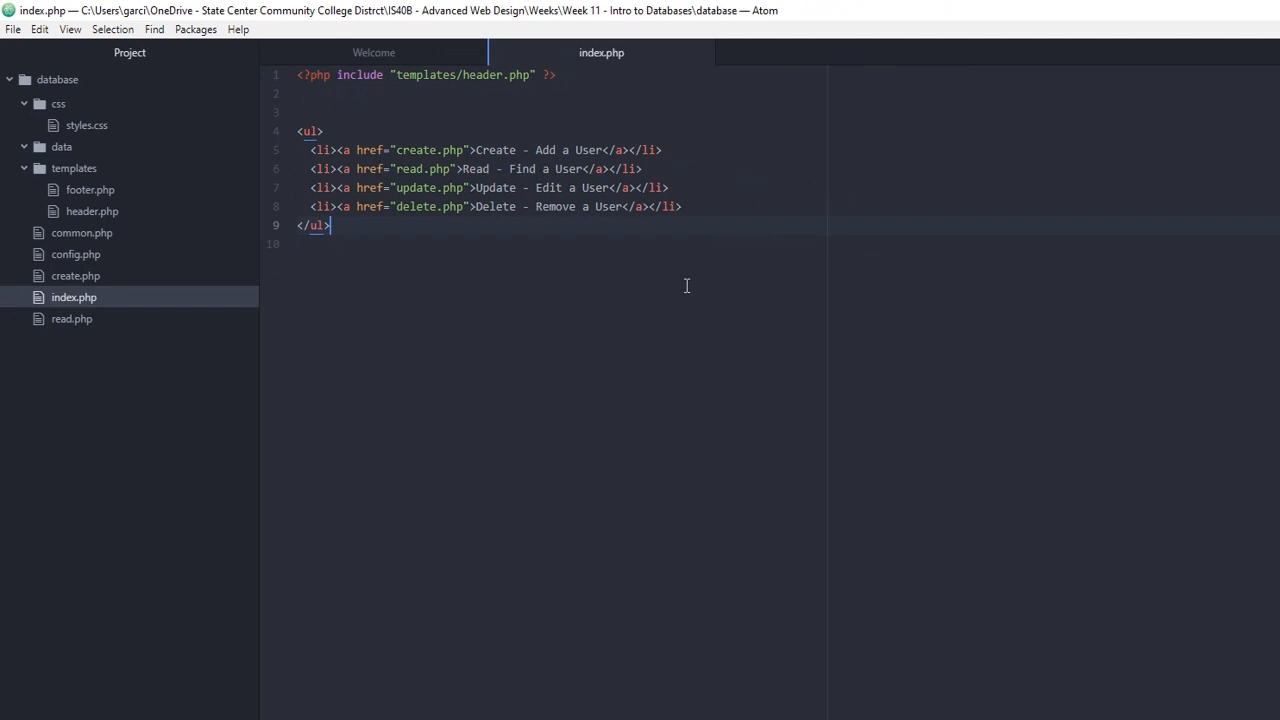 index.php — C:\Users\garci\OneDrive - State Center Community College Distrct\IS40B - Advanced Web Design\Weeks\Week 11 - Intro to Databases\database — Atom
File Edit View Selection Find Packages Help
Project
Welcome
index.php
database
css
styles.css
data
templates
footer.php
header.php
common.php
config.php
create.php
index.php
read.php
1 <?php include "templates/header.php" ?>
2
3
4 <ul>
5 <li><a href="create.php">Create - Add a User</a></li>
6 <li><a href="read.php">Read - Find a User</a></li>
7 <li><a href="update.php">Update - Edit a User</a></li>
8 <li><a href="delete.php">Delete - Remove a User</a></li>
9 </ul>
10